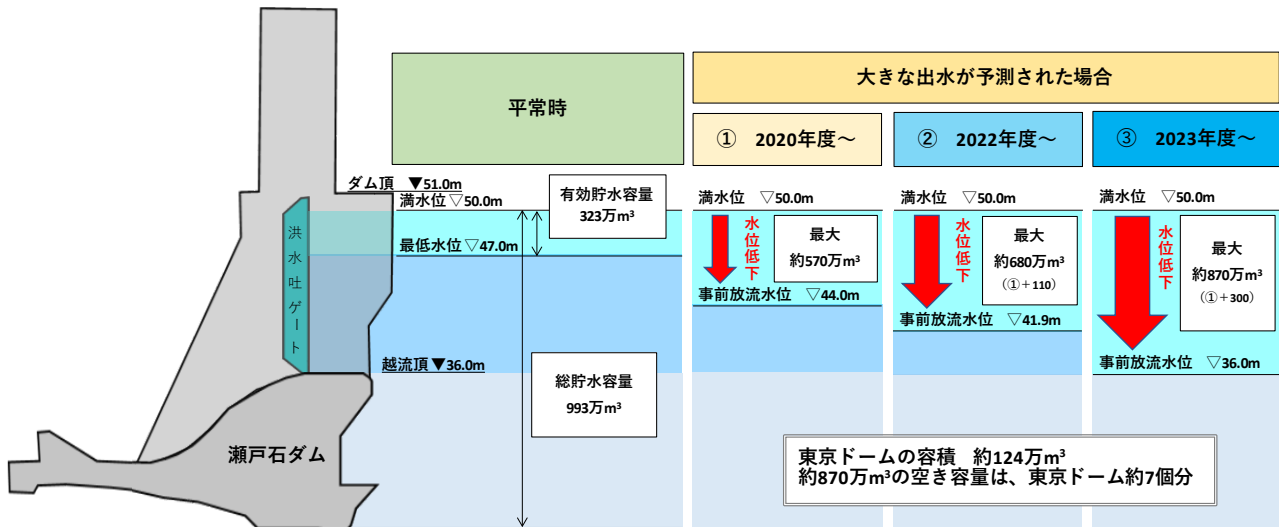 平常時
大きな出水が予測された場合
① 2020年度～
② 2022年度～
③ 2023年度～
ダム頂 ▼51.0m
満水位 ▽50.0m
最低水位 ▽47.0m
越流頂 ▼36.0m
洪水吐ゲート
瀬戸石ダム
有効貯水容量
323万m³
総貯水容量
993万m³
満水位 ▽50.0m
水位低下
最大
約570万m³
事前放流水位 ▽44.0m
満水位 ▽50.0m
水位低下
最大
約680万m³
（①＋110）
事前放流水位 ▽41.9m
満水位 ▽50.0m
水位低下
最大
約870万m³
（①＋300）
事前放流水位 ▽36.0m
東京ドームの容積 約124万m³
約870万m³の空き容量は、東京ドーム約7個分